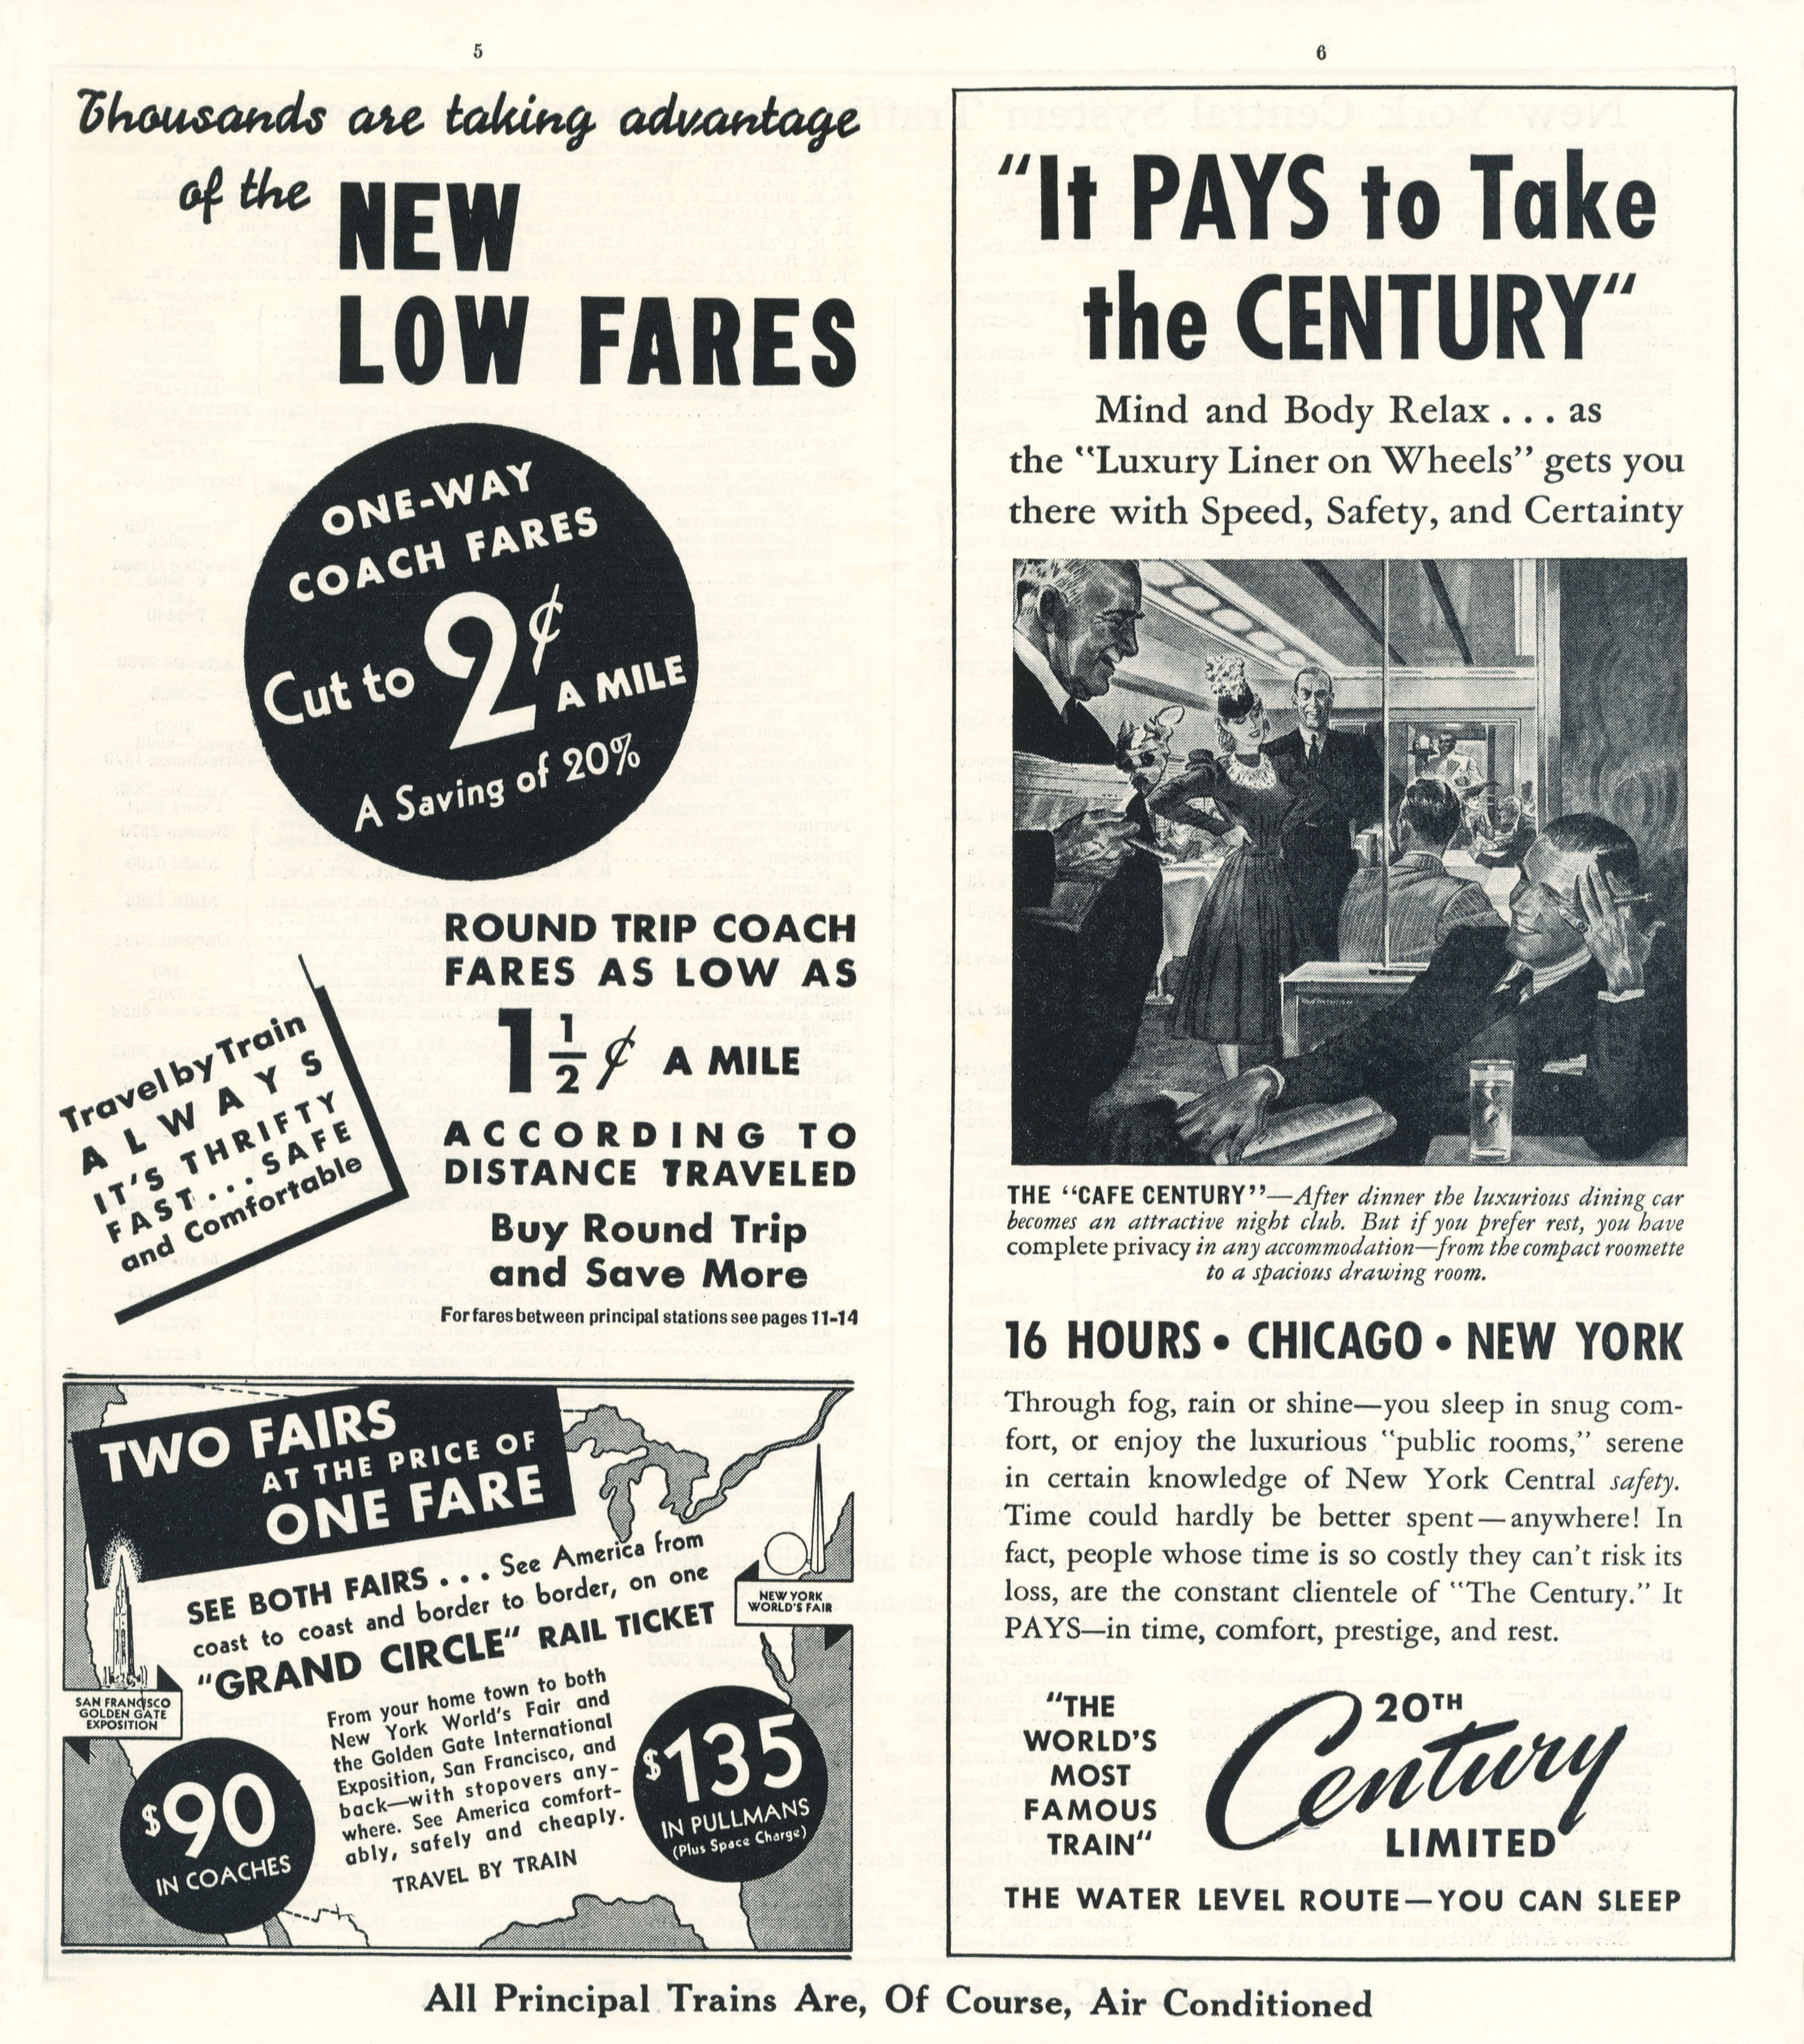 5
Thousands are taking advantage
of the NEW
LOW FARES
ONE-WAY
COACH FARES
Cut to 2¢ A MILE
A Saving of 20%
ROUND TRIP COACH
FARES AS LOW AS
1 1/2 ¢ A MILE
ACCORDING TO
DISTANCE TRAVELED
Buy Round Trip
and Save More
For fares between principal stations see pages 11-14
Travel by Train
ALWAYS
IT'S THRIFTY
FAST...SAFE
and Comfortable
TWO FAIRS
AT THE PRICE OF
ONE FARE
SEE BOTH FAIRS... See America from
coast to coast and border to border, on one
"GRAND CIRCLE" RAIL TICKET
NEW YORK
WORLD'S FAIR
SAN FRANCISCO
GOLDEN GATE
EXPOSITION
From your home town to both
New York World's Fair and
the Golden Gate International
Exposition, San Francisco, and
back—with stopovers any-
where. See America comfort-
ably, safely and cheaply.
TRAVEL BY TRAIN
$90
IN COACHES
$135
IN PULLMANS
(Plus Space Charge)
6
"It PAYS to Take
the CENTURY"
Mind and Body Relax... as
the "Luxury Liner on Wheels" gets you
there with Speed, Safety, and Certainty
THE "CAFE CENTURY"—After dinner the luxurious dining car
becomes an attractive night club. But if you prefer rest, you have
complete privacy in any accommodation—from the compact roomette
to a spacious drawing room.
16 HOURS • CHICAGO • NEW YORK
Through fog, rain or shine—you sleep in snug com-
fort, or enjoy the luxurious "public rooms," serene
in certain knowledge of New York Central safety.
Time could hardly be better spent—anywhere! In
fact, people whose time is so costly they can't risk its
loss, are the constant clientele of "The Century." It
PAYS—in time, comfort, prestige, and rest.
"THE
WORLD'S
MOST
FAMOUS
TRAIN"
20TH
Century
LIMITED
THE WATER LEVEL ROUTE—YOU CAN SLEEP
All Principal Trains Are, Of Course, Air Conditioned